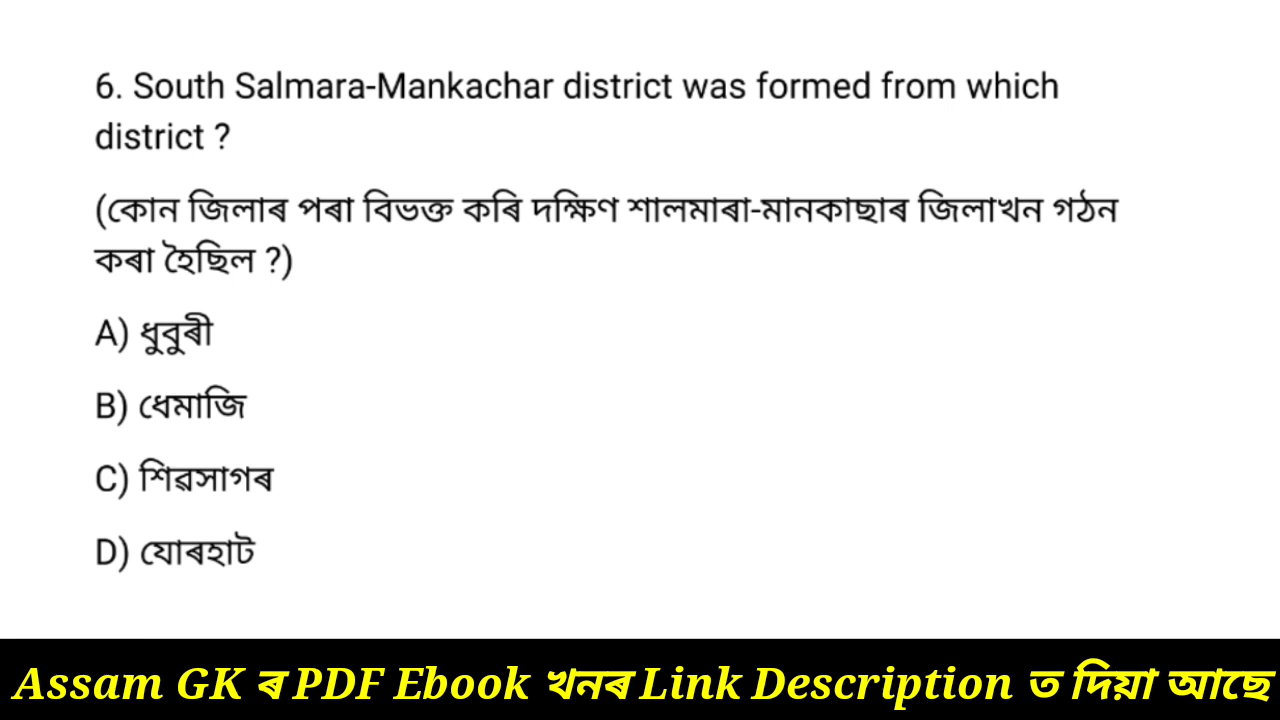 6. South Salmara-Mankachar district was formed from which
district ?
(কোন জিলাৰ পৰা বিভক্ত কৰি দক্ষিণ শালমাৰা-মানকাছাৰ জিলাখন গঠন
কৰা হৈছিল ?)
A) ধুবুৰী
B) ধেমাজি
C) শিৱসাগৰ
D) যোৰহাট
Assam GK ৰ PDF Ebook খনৰ Link Description ত দিয়া আছে